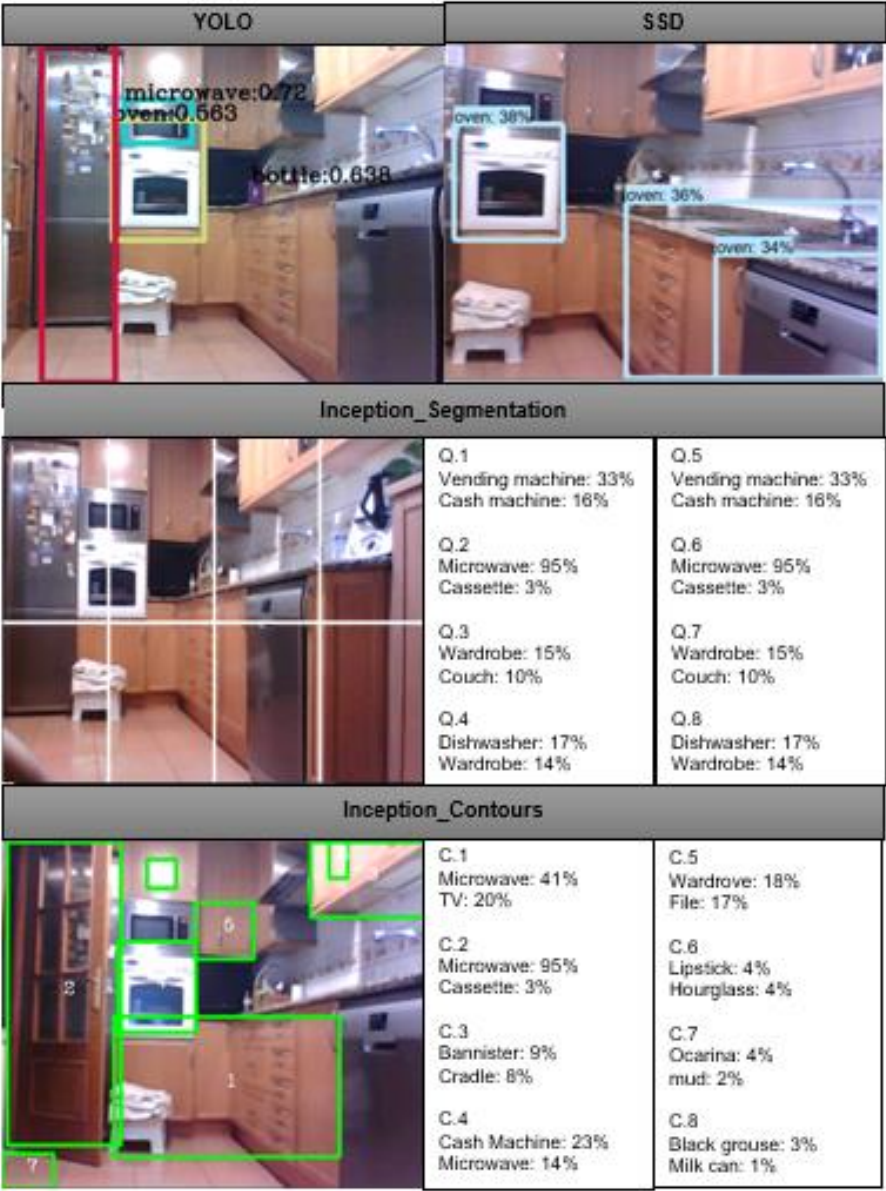 YOLO
SSD
microwave:0.72
oven:0.563
bottle:0.638
oven: 38%
oven: 36%
oven: 34%
Inception_Segmentation
Q.1
Vending machine: 33%
Cash machine: 16%
Q.2
Microwave: 95%
Cassette: 3%
Q.3
Wardrobe: 15%
Couch: 10%
Q.4
Dishwasher: 17%
Wardrobe: 14%
Q.5
Vending machine: 33%
Cash machine: 16%
Q.6
Microwave: 95%
Cassette: 3%
Q.7
Wardrobe: 15%
Couch: 10%
Q.8
Dishwasher: 17%
Wardrobe: 14%
Inception_Contours
6
2
1
7
C.1
Microwave: 41%
TV: 20%
C.2
Microwave: 95%
Cassette: 3%
C.3
Bannister: 9%
Cradle: 8%
C.4
Cash Machine: 23%
Microwave: 14%
C.5
Wardrove: 18%
File: 17%
C.6
Lipstick: 4%
Hourglass: 4%
C.7
Ocarina: 4%
mud: 2%
C.8
Black grouse: 3%
Milk can: 1%